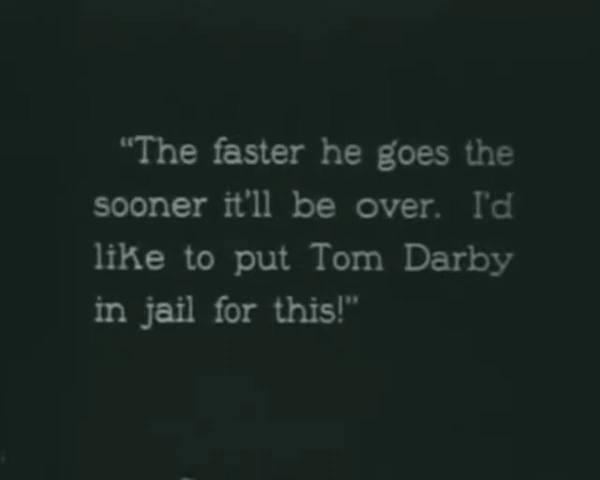 “The faster he goes the
sooner it'll be over. I'd
like to put Tom Darby
in jail for this!”